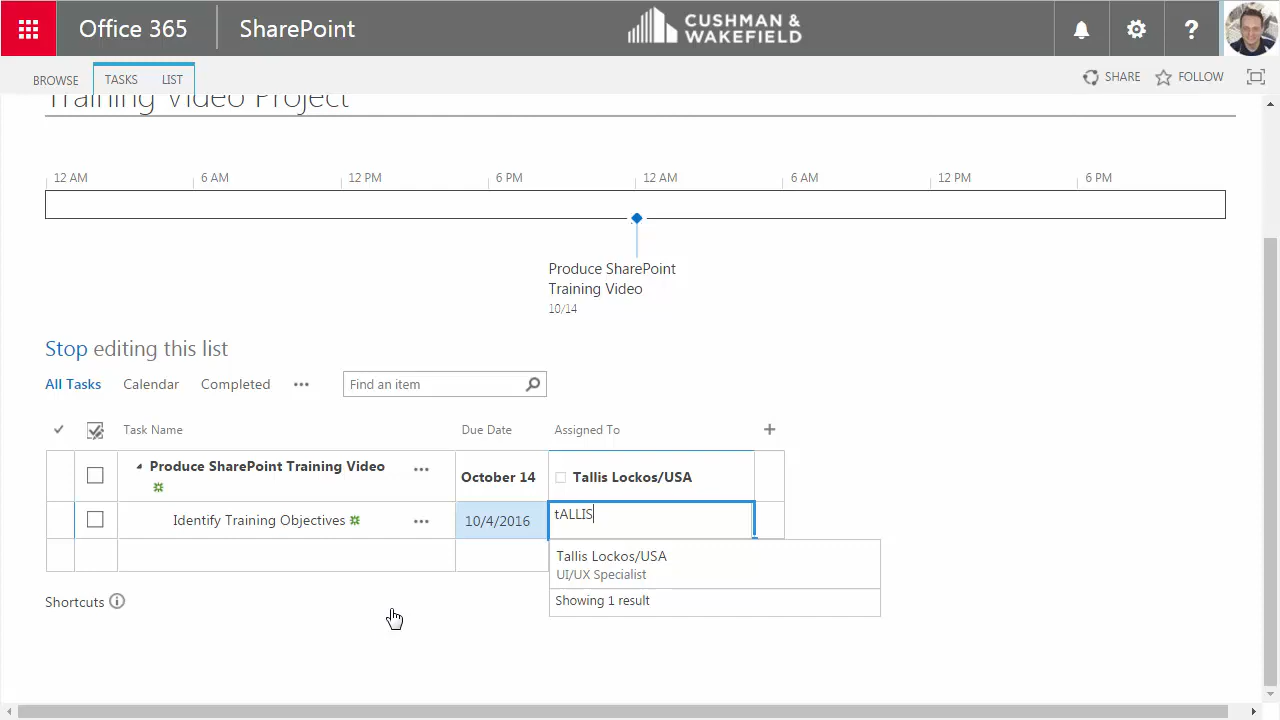 Office 365
SharePoint
CUSHMAN &
WAKEFIELD
?
BROWSE
TASKS
LIST
SHARE
FOLLOW
Training Video Project
12 AM
6 AM
12 PM
6 PM
12 AM
6 AM
12 PM
6 PM
Produce SharePoint
Training Video
10/14
Stop editing this list
All Tasks
Calendar
Completed
Find an item
Task Name
Due Date
Assigned To
Produce SharePoint Training Video
October 14
Tallis Lockos/USA
Identify Training Objectives
10/4/2016
tALLIS
Tallis Lockos/USA
UI/UX Specialist
Showing 1 result
Shortcuts